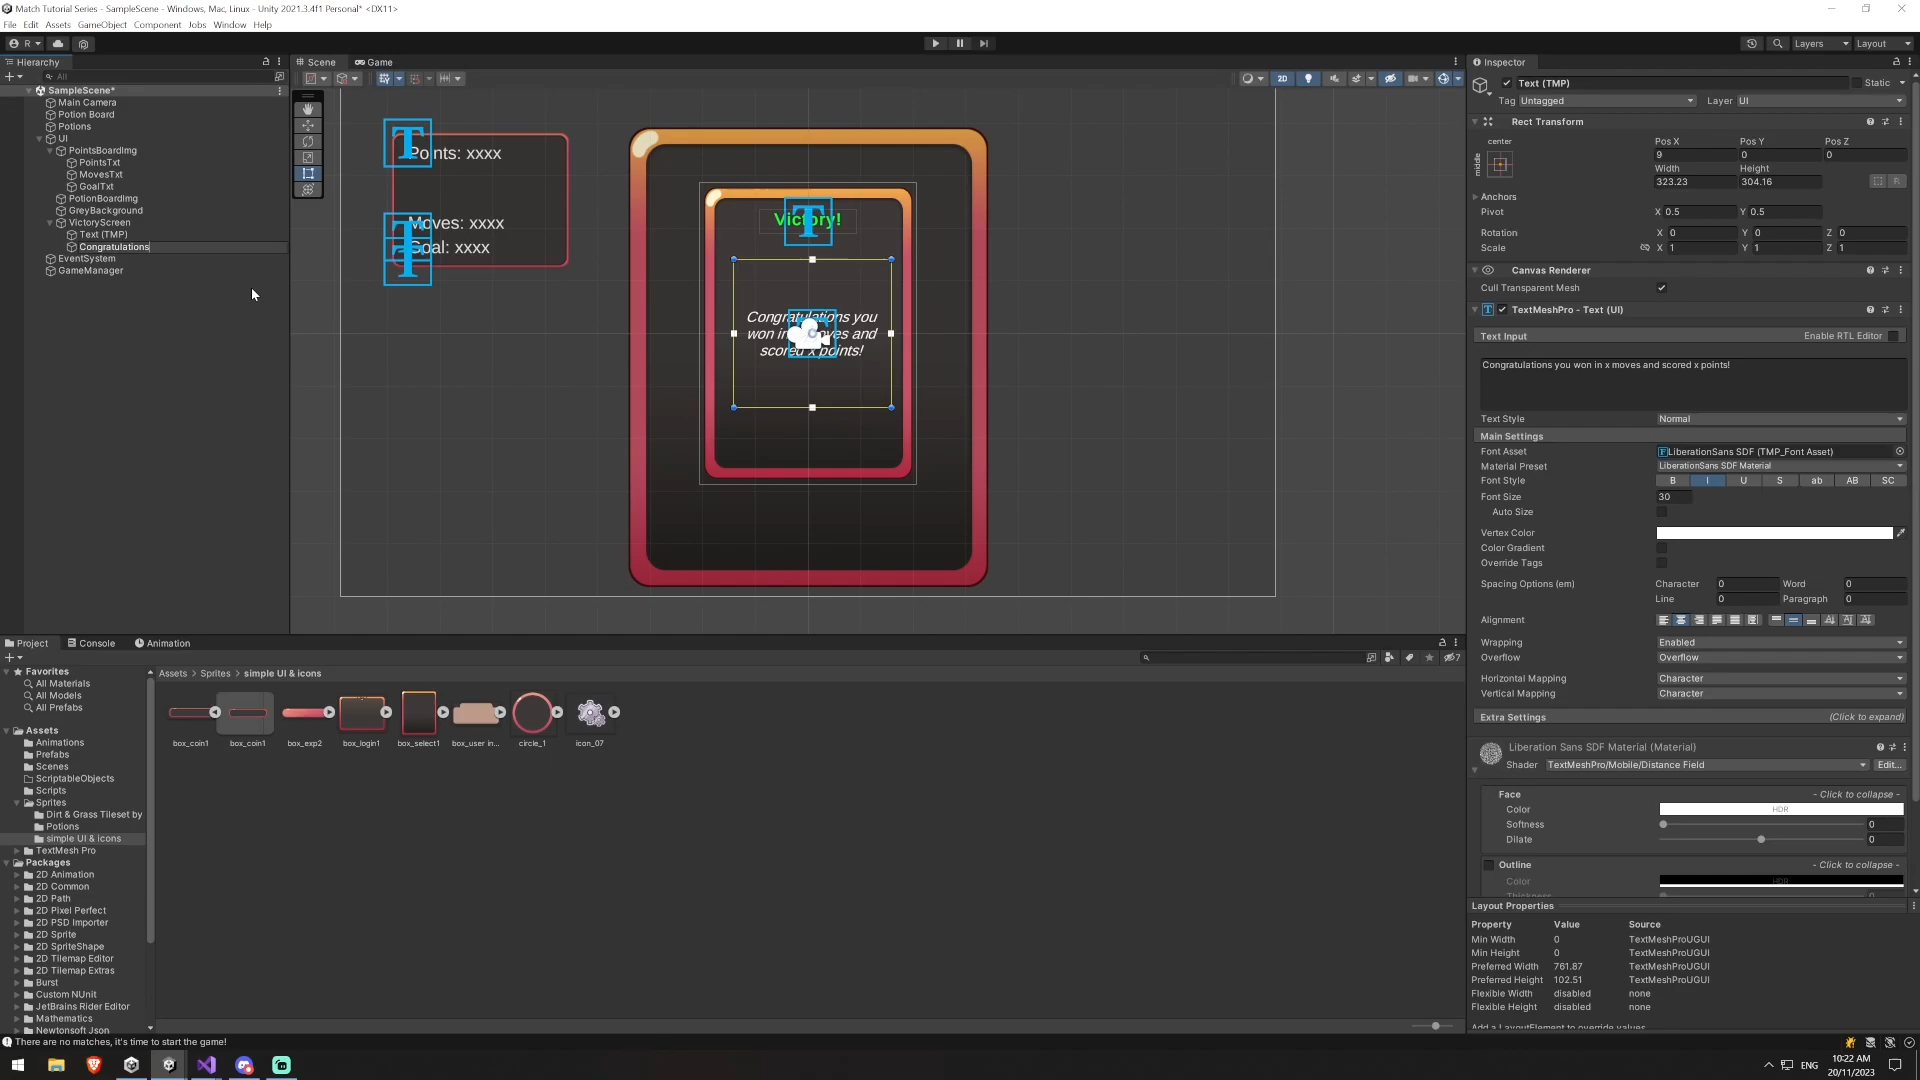 Match Tutorial Series - SampleScene - Windows, Mac, Linux - Unity 2021.3.4f1 Personal* <DX11>
File Edit Assets GameObject Component Jobs Window Help
R Layers Layout
Hierarchy
All
SampleScene*
Main Camera
Potion Board
Potions
UI
PointsBoardImg
PointsTxt
MovesTxt
GoalTxt
PotionBoardImg
GreyBackground
VictoryScreen
Text (TMP)
Congratulations
EventSystem
GameManager
Scene Game
2D
Points: xxxx
Moves: xxxx
Goal: xxxx
Victory!
Congratulations you
won in x moves and
scored x points!
Inspector
Text (TMP) Static
Tag Untagged Layer UI
Rect Transform
center Pos X Pos Y Pos Z
middle 9 0 0
Width Height
323.23 304.16
Anchors
Pivot X 0.5 Y 0.5
Rotation X 0 Y 0 Z 0
Scale X 1 Y 1 Z 1
Canvas Renderer
Cull Transparent Mesh
TextMeshPro - Text (UI)
Text Input Enable RTL Editor
Congratulations you won in x moves and scored x points!
Text Style Normal
Main Settings
Font Asset LiberationSans SDF (TMP_Font Asset)
Material Preset LiberationSans SDF Material
Font Style B I U S ab AB SC
Font Size 30
Auto Size
Vertex Color
Color Gradient
Override Tags
Spacing Options (em) Character 0 Word 0
Line 0 Paragraph 0
Alignment
Wrapping Enabled
Overflow Overflow
Horizontal Mapping Character
Vertical Mapping Character
Extra Settings (Click to expand)
Liberation Sans SDF Material (Material)
Shader TextMeshPro/Mobile/Distance Field Edit...
Face - Click to collapse -
Color HDR
Softness 0
Dilate 0
Outline - Click to collapse -
Color HDR
Thickness
Layout Properties
Property Value Source
Min Width 0 TextMeshProUGUI
Min Height 0 TextMeshProUGUI
Preferred Width 761.87 TextMeshProUGUI
Preferred Height 102.51 TextMeshProUGUI
Flexible Width disabled none
Flexible Height disabled none
Add a LayoutElement to override values
Project Console Animation
7
Favorites
All Materials
All Models
All Prefabs
Assets
Animations
Prefabs
Scenes
ScriptableObjects
Scripts
Sprites
Dirt & Grass Tileset by
Potions
simple UI & icons
TextMesh Pro
Packages
2D Animation
2D Common
2D Path
2D Pixel Perfect
2D PSD Importer
2D Sprite
2D SpriteShape
2D Tilemap Editor
2D Tilemap Extras
Burst
Custom NUnit
JetBrains Rider Editor
Mathematics
Newtonsoft Json
Assets > Sprites > simple UI & icons
box_coin1 box_coin1 box_exp2 box_login1 box_select1 box_user in... circle_1 icon_07
There are no matches, it's time to start the game!
ENG
10:22 AM
20/11/2023